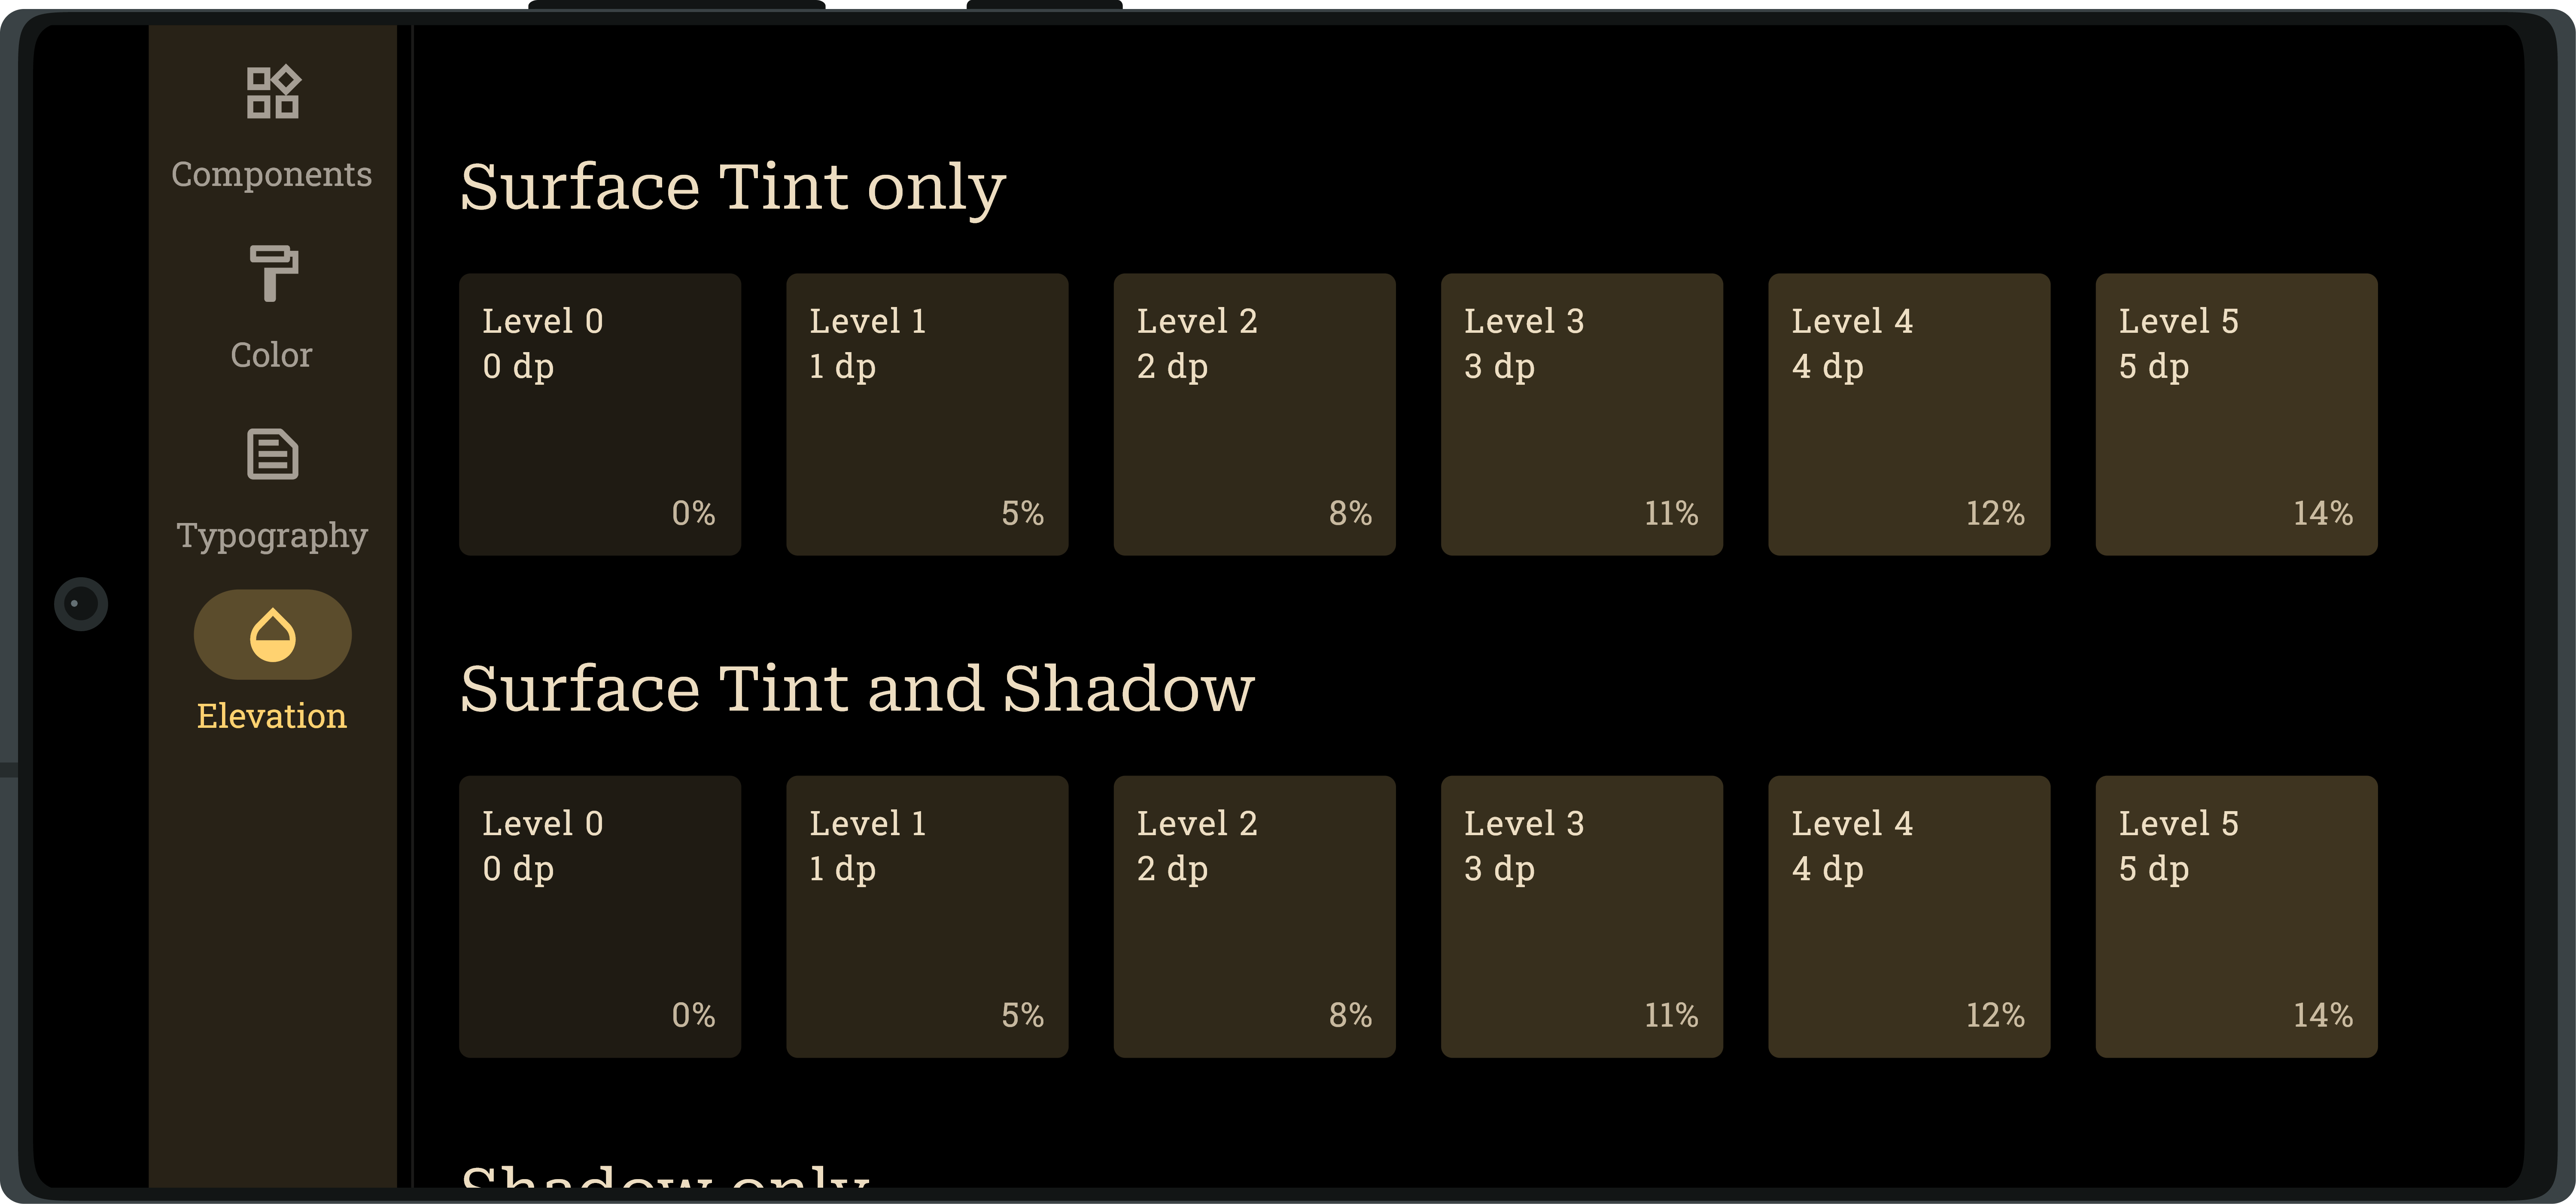 Components
Color
Typography
Elevation
Surface Tint only
Level 0
0 dp
0%
Level 1
1 dp
5%
Level 2
2 dp
8%
Level 3
3 dp
11%
Level 4
4 dp
12%
Level 5
5 dp
14%
Surface Tint and Shadow
Level 0
0 dp
0%
Level 1
1 dp
5%
Level 2
2 dp
8%
Level 3
3 dp
11%
Level 4
4 dp
12%
Level 5
5 dp
14%
Shadow only